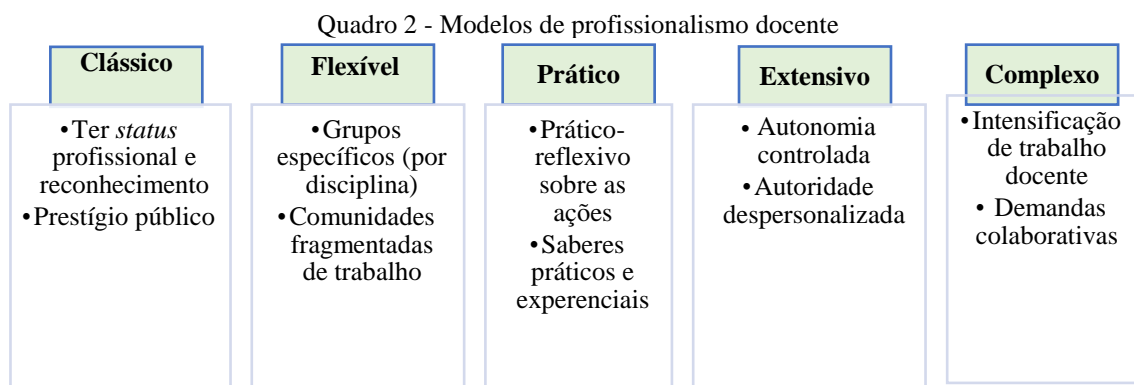 Quadro 2 - Modelos de profissionalismo docente
Clássico
•Ter status
profissional e
reconhecimento
•Prestígio público
Flexível
•Grupos
específicos (por
disciplina)
•Comunidades
fragmentadas
de trabalho
Prático
•Prático-
reflexivo
sobre as
ações
•Saberes
práticos e
experenciais
Extensivo
• Autonomia
controlada
•Autoridade
despersonalizada
Complexo
•Intensificação
de trabalho
docente
• Demandas
colaborativas